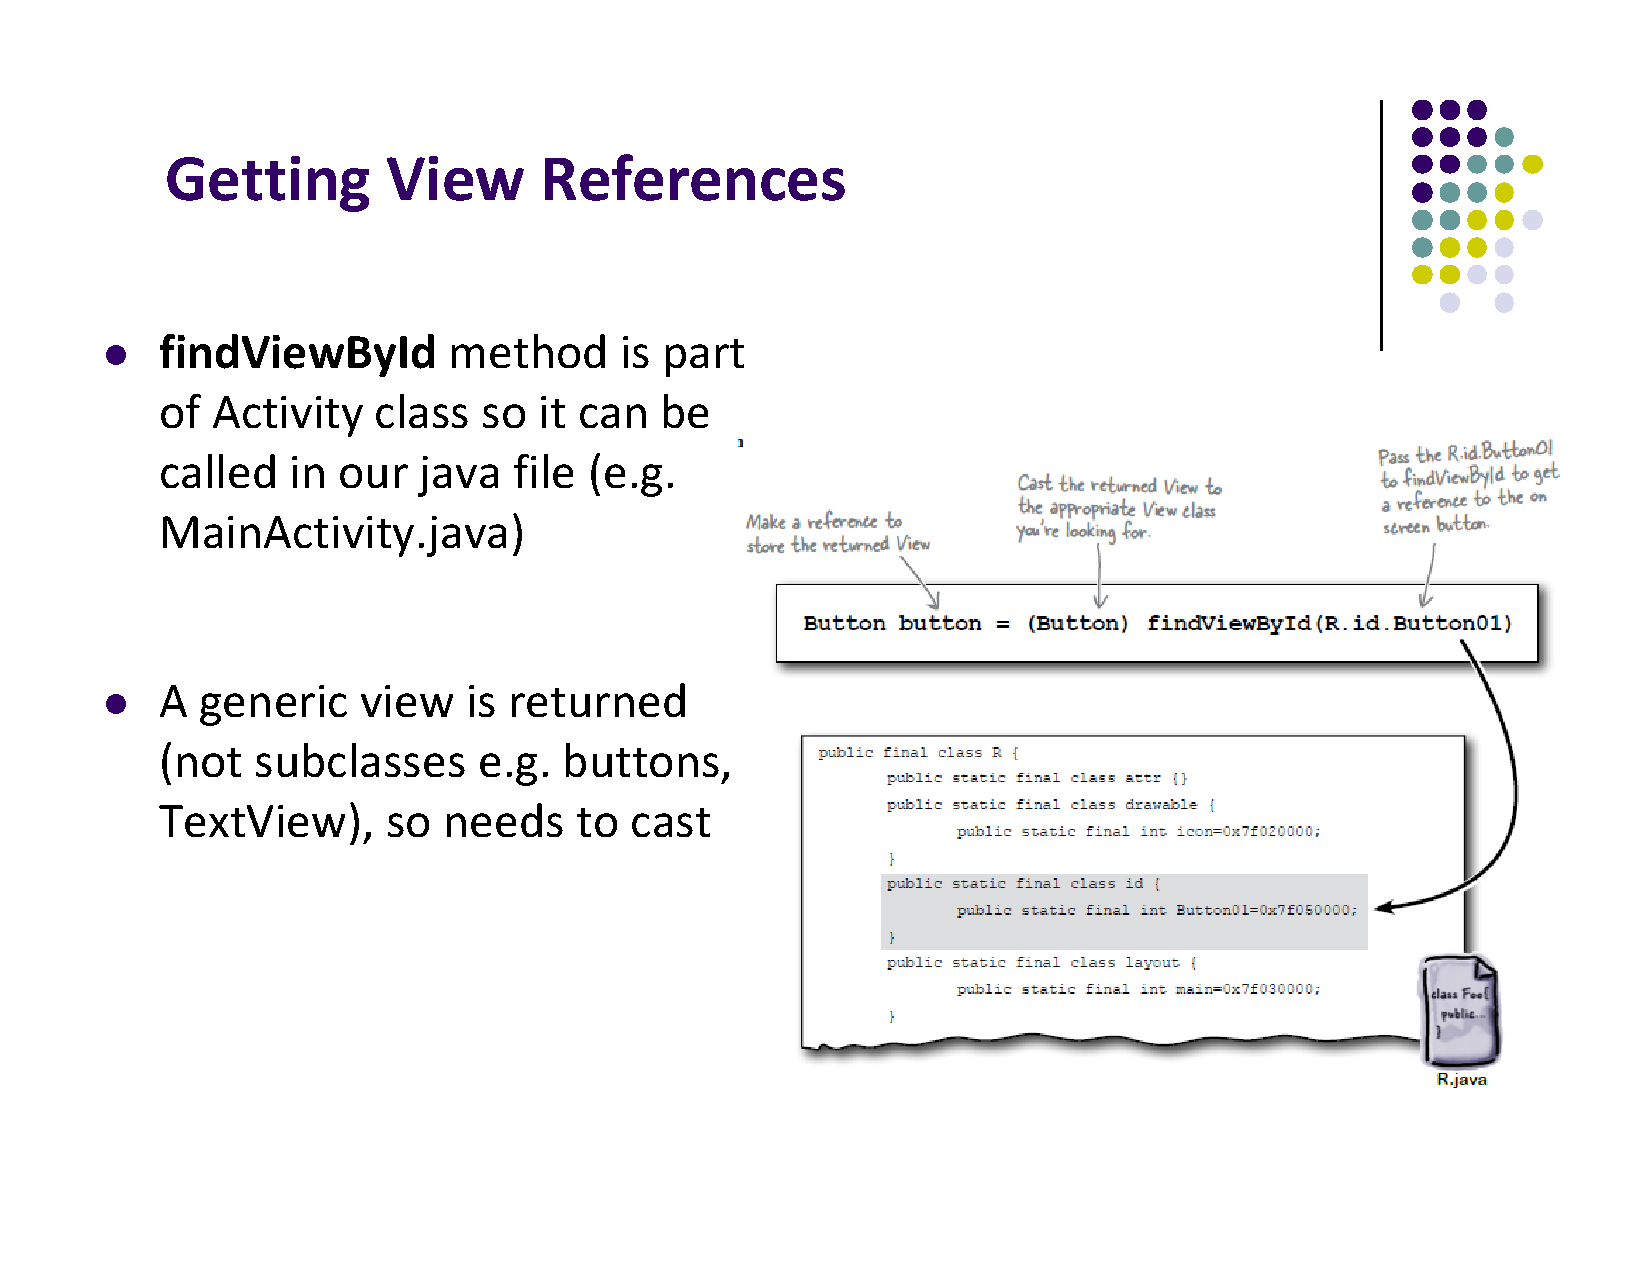 Getting View References
findViewById method is part
of Activity class so it can be
called in our java file (e.g.
MainActivity.java)
A generic view is returned
(not subclasses e.g. buttons,
TextView), so needs to cast
Make a reference to
store the returned View
Cast the returned View to
the appropriate View class
you're looking for.
Pass the R.id.Button01
to findViewById to get
a reference to the on
screen button.
Button button = (Button) findViewById(R.id.Button01)
public final class R {
public static final class attr {}
public static final class drawable {
public static final int icon=0x7f020000;
}
public static final class id {
public static final int Button01=0x7f050000;
}
public static final class layout {
public static final int main=0x7f030000;
}
class Foo{
public...
}
R.java